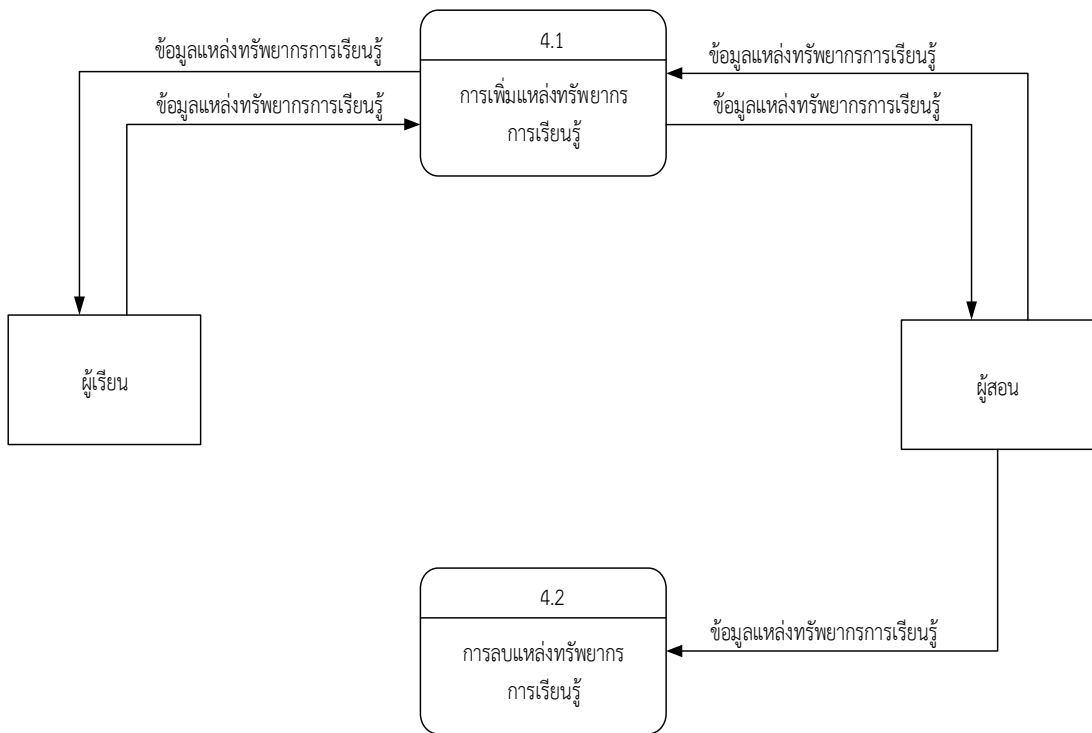 4.1
ข้อมูลแหล่งทรัพยากรการเรียนรู้
ข้อมูลแหล่งทรัพยากรการเรียนรู้
การเพิ่มแหล่งทรัพยากร
การเรียนรู้
ข้อมูลแหล่งทรัพยากรการเรียนรู้
ข้อมูลแหล่งทรัพยากรการเรียนรู้
ผู้เรียน
ผู้สอน
4.2
การลบแหล่งทรัพยากร
การเรียนรู้
ข้อมูลแหล่งทรัพยากรการเรียนรู้